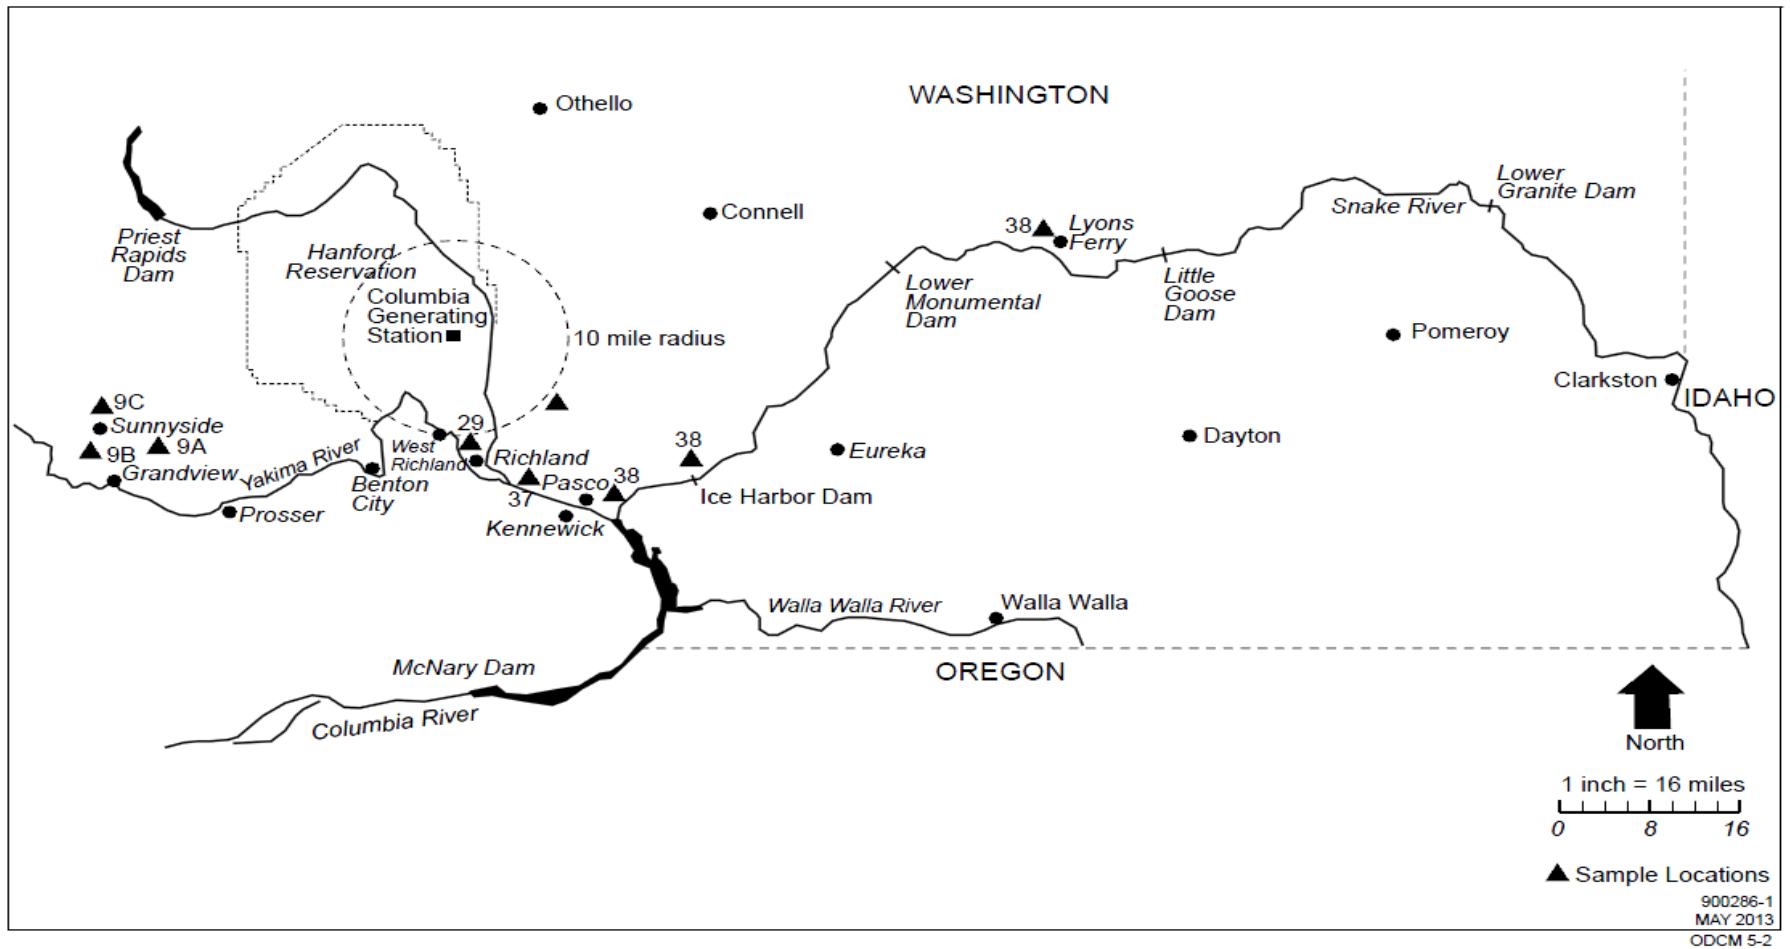 WASHINGTON
Othello
Lower
Granite Dam
Snake River
Connell
38
Lyons
Ferry
Priest
Rapids
Dam
Hanford
Reservation
Columbia
Generating
Station
10 mile radius
Lower
Monumental
Dam
Little
Goose
Dam
Pomeroy
Clarkston
IDAHO
9C
Sunnyside
9B
9A
Grandview
Yakima River
Prosser
Benton
City
West
Richland
29
Richland
37
Pasco
38
Kennewick
38
Ice Harbor Dam
Eureka
Dayton
Walla Walla River
Walla Walla
OREGON
McNary Dam
Columbia River
North
1 inch = 16 miles
0 8 16
Sample Locations
900286-1
MAY 2013
ODCM 5-2